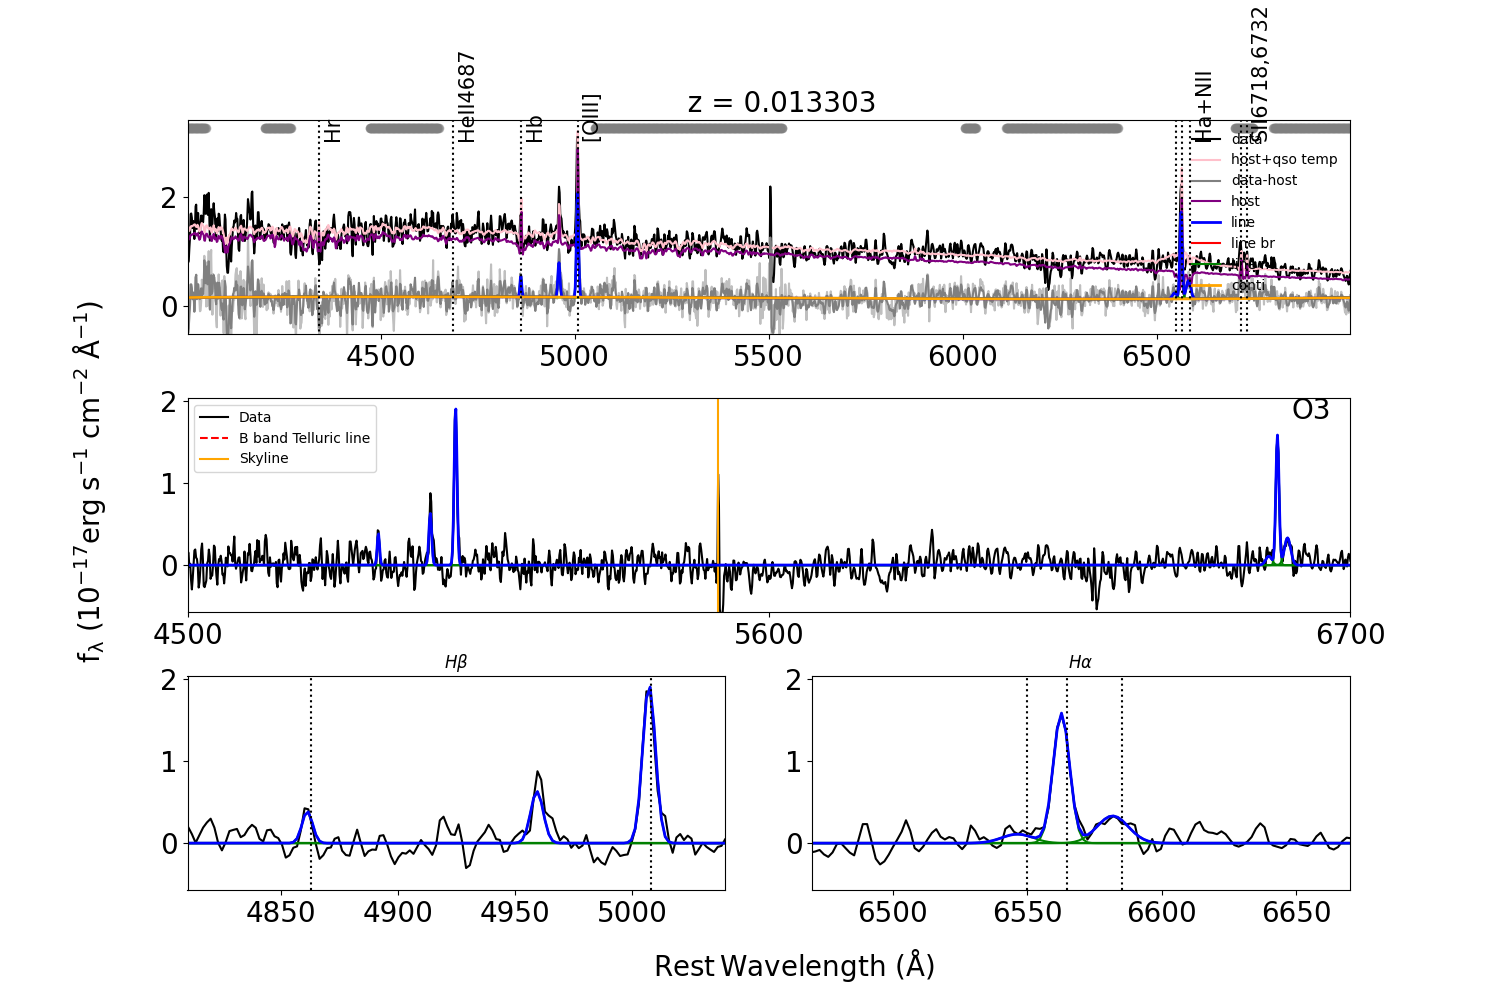 z = 0.013303
Hr
HeII4687
Hb
[OIII]
Ha+NII
SII6718,6732
data
host+qso temp
data-host
host
line
line br
conti
2
0
4500
5000
5500
6000
6500
fλ (10−17erg s−1 cm−2 Å−1)
Data
B band Telluric line
Skyline
O3
2
1
0
4500
5600
6700
Hβ
2
1
0
4850
4900
4950
5000
Hα
2
1
0
6500
6550
6600
6650
Rest Wavelength (Å)